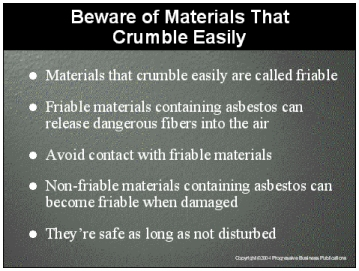 Beware of Materials That
Crumble Easily
● Materials that crumble easily are called friable
● Friable materials containing asbestos can
release dangerous fibers into the air
● Avoid contact with friable materials
● Non-friable materials containing asbestos can
become friable when damaged
● They're safe as long as not disturbed
Copyright©2004 Progressive Business Publications